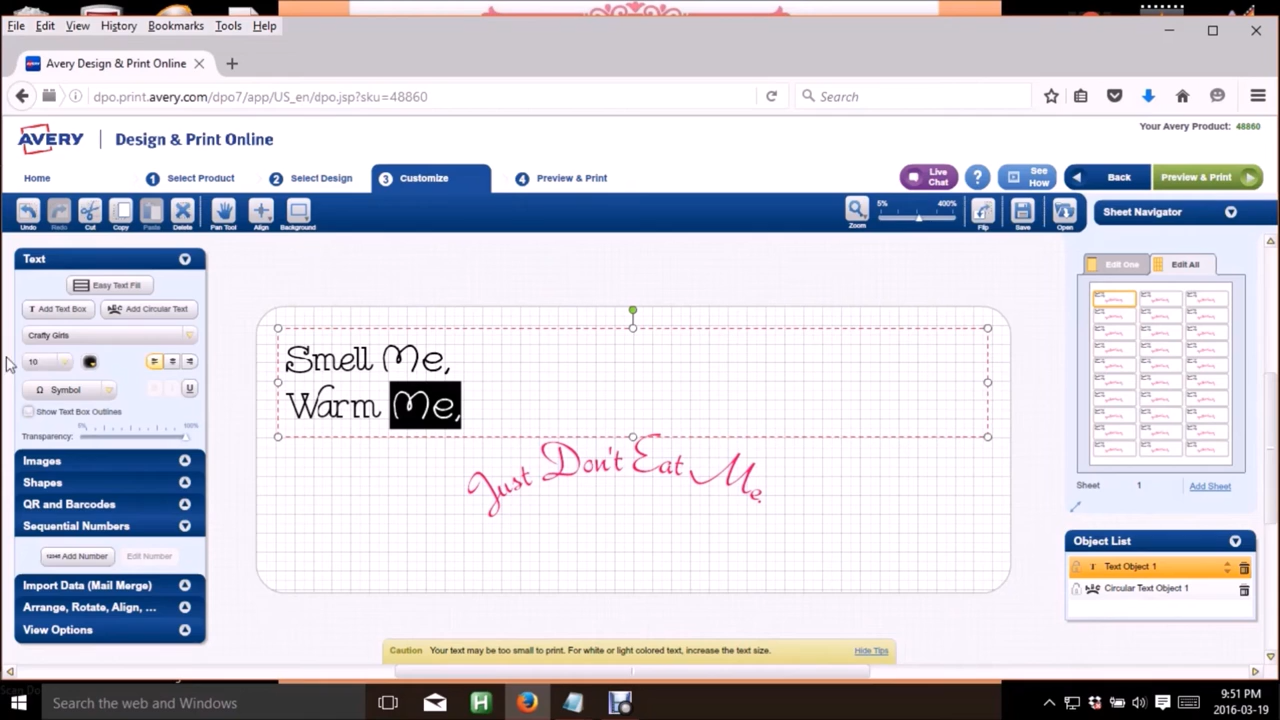 File Edit View History Bookmarks Tools Help
Avery Design & Print Online
dpo.print.avery.com/dpo7/app/US_en/dpo.jsp?sku=48860
Search
AVERY Design & Print Online
Your Avery Product: 48860
Home 1 Select Product 2 Select Design 3 Customize 4 Preview & Print
Live Chat ? See How Back Preview & Print
Undo Redo Cut Copy Paste Delete Pan Tool Align Background
Zoom 5% 400% Flip Save Open
Sheet Navigator
Text
Easy Text Fill
T Add Text Box ABC Add Circular Text
Crafty Girls
10
Ω Symbol U
Show Text Box Outlines
Transparency: 5% 100%
Images
Shapes
QR and Barcodes
Sequential Numbers
12345 Add Number Edit Number
Import Data (Mail Merge)
Arrange, Rotate, Align, ...
View Options
Smell Me,
Warm Me,
Just Don't Eat Me.
Edit One Edit All
Sheet 1 Add Sheet
Object List
T Text Object 1
ABC Circular Text Object 1
Caution Your text may be too small to print. For white or light colored text, increase the text size. Hide Tips
Search the web and Windows
9:51 PM
2016-03-19